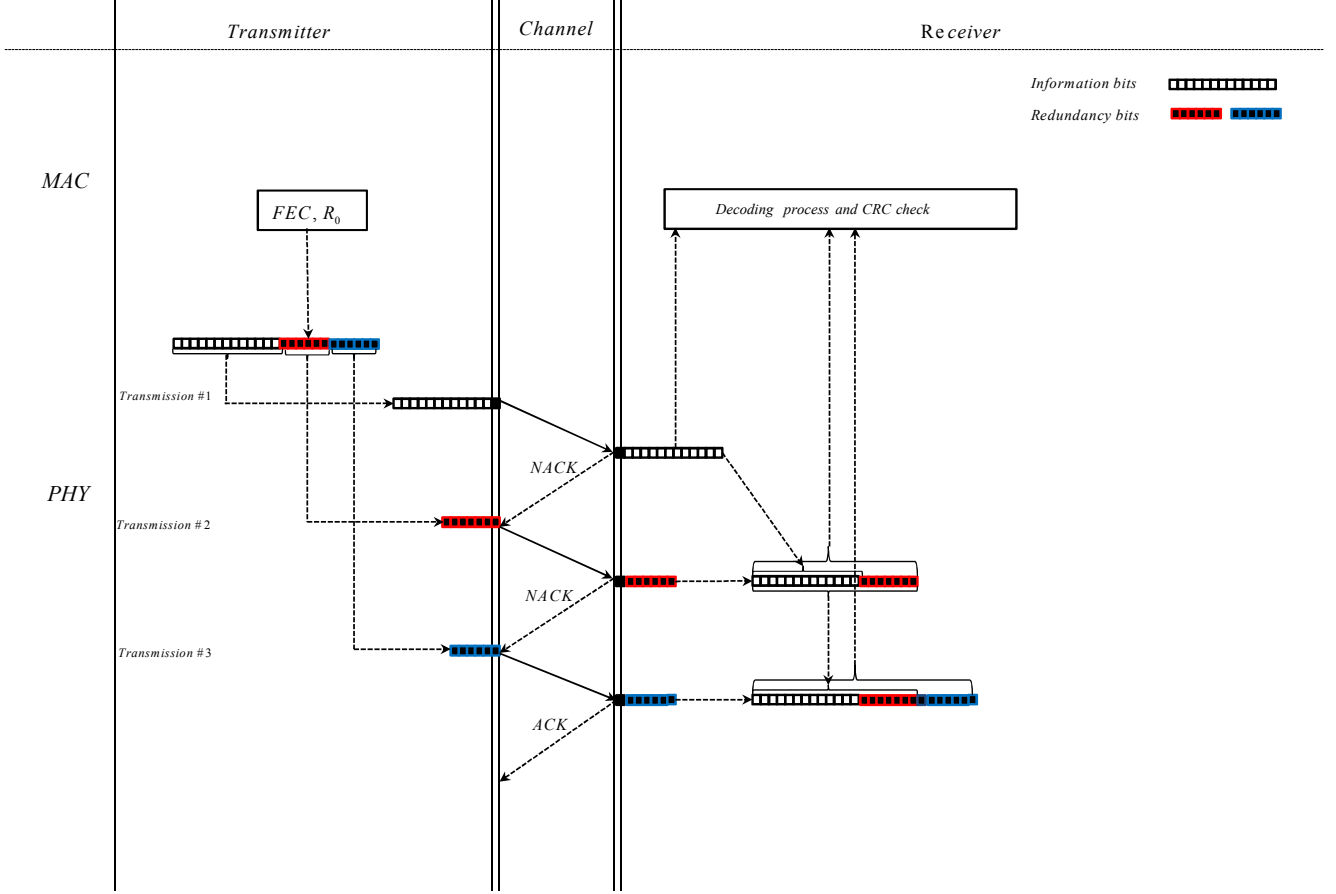 Transmitter
Channel
Receiver
Information bits
Redundancy bits
MAC
FEC, R0
Decoding process and CRC check
Transmission #1
NACK
PHY
Transmission #2
NACK
Transmission #3
ACK